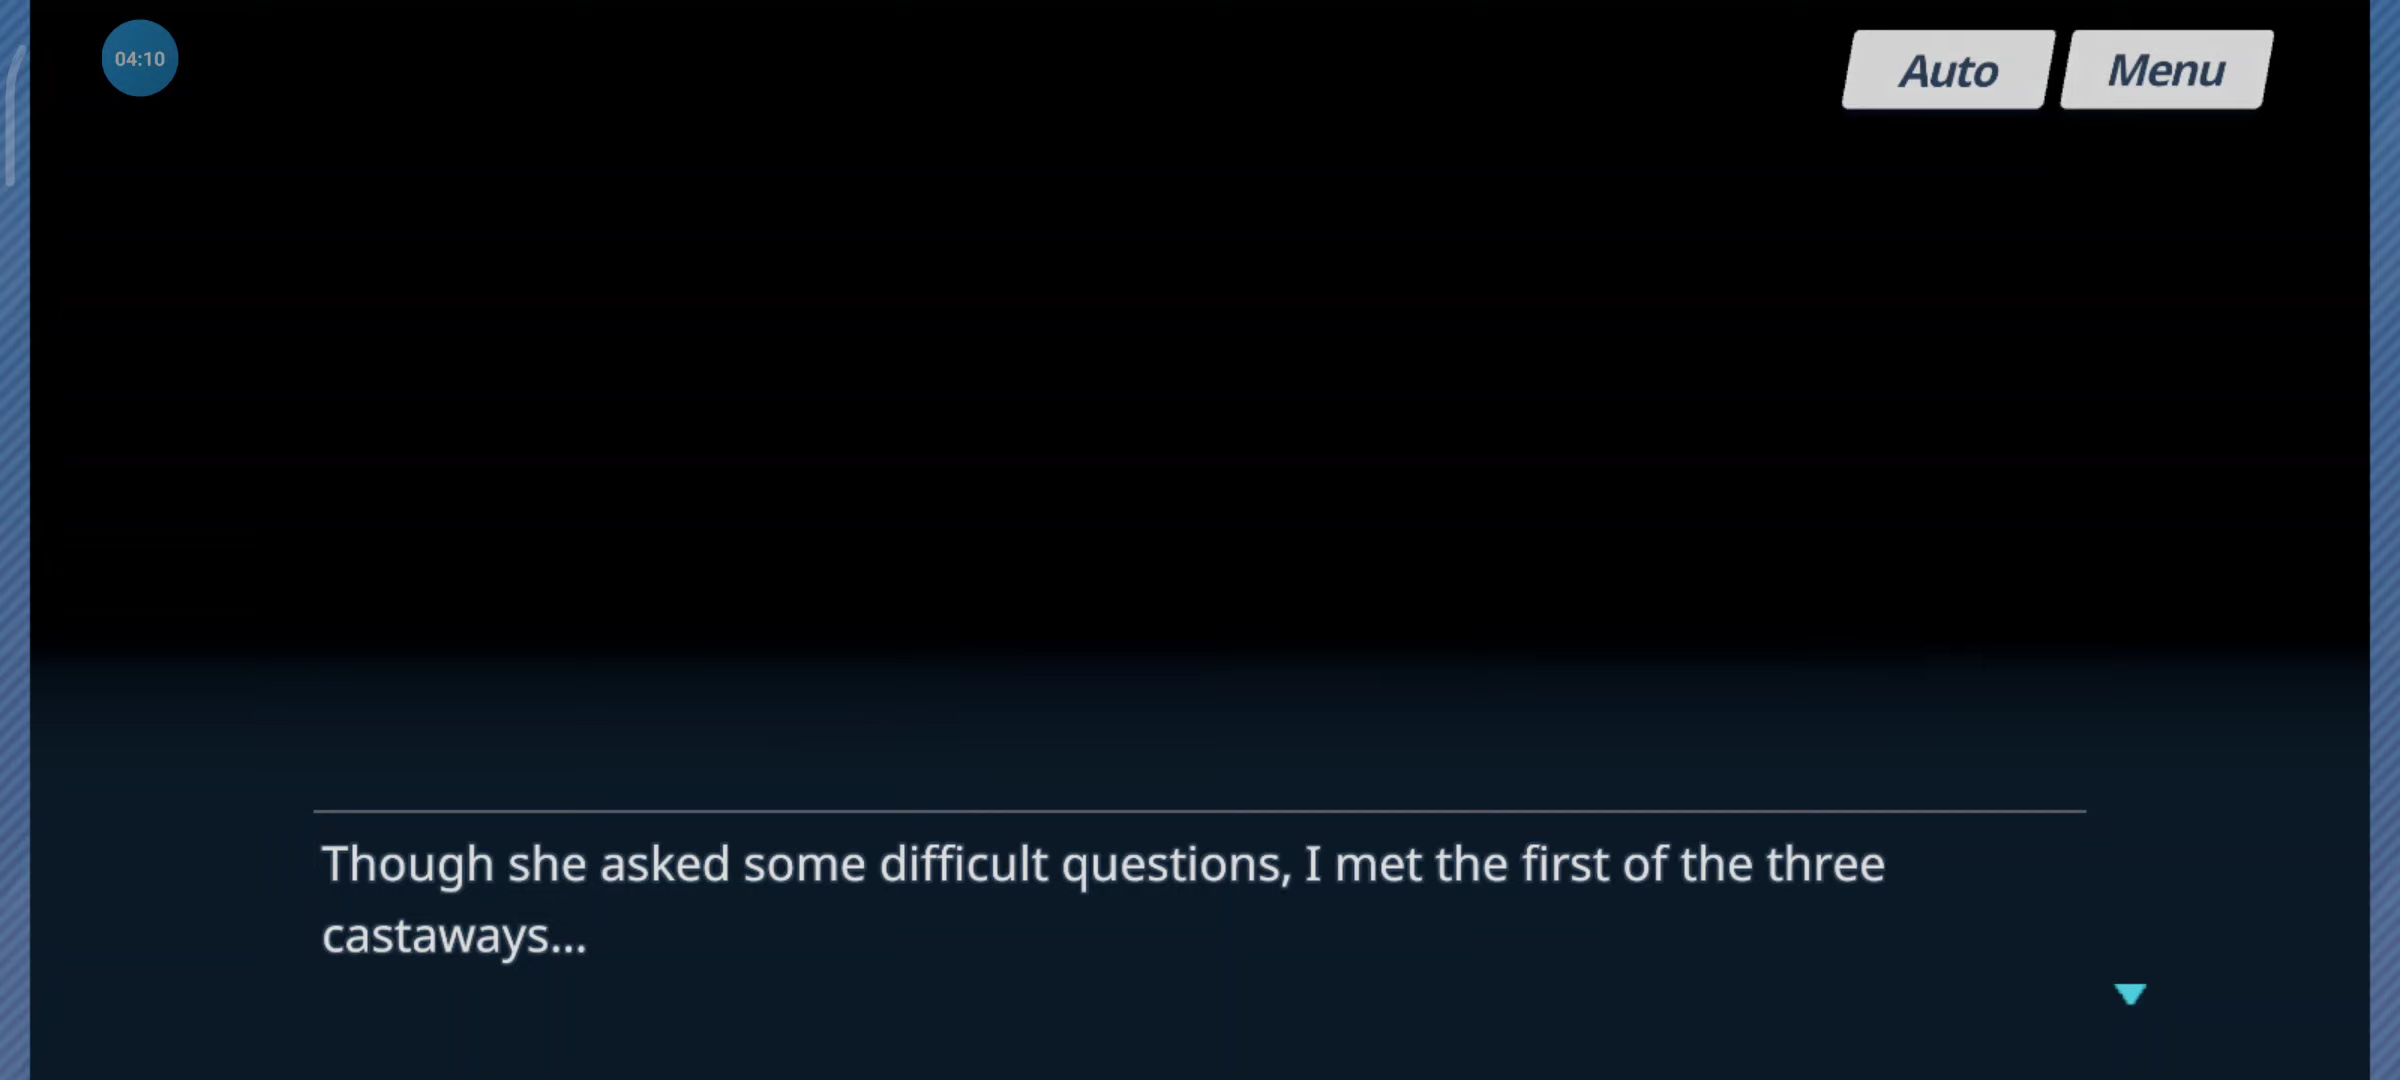 04:10
Auto
Menu
Though she asked some difficult questions, I met the first of the three
castaways...